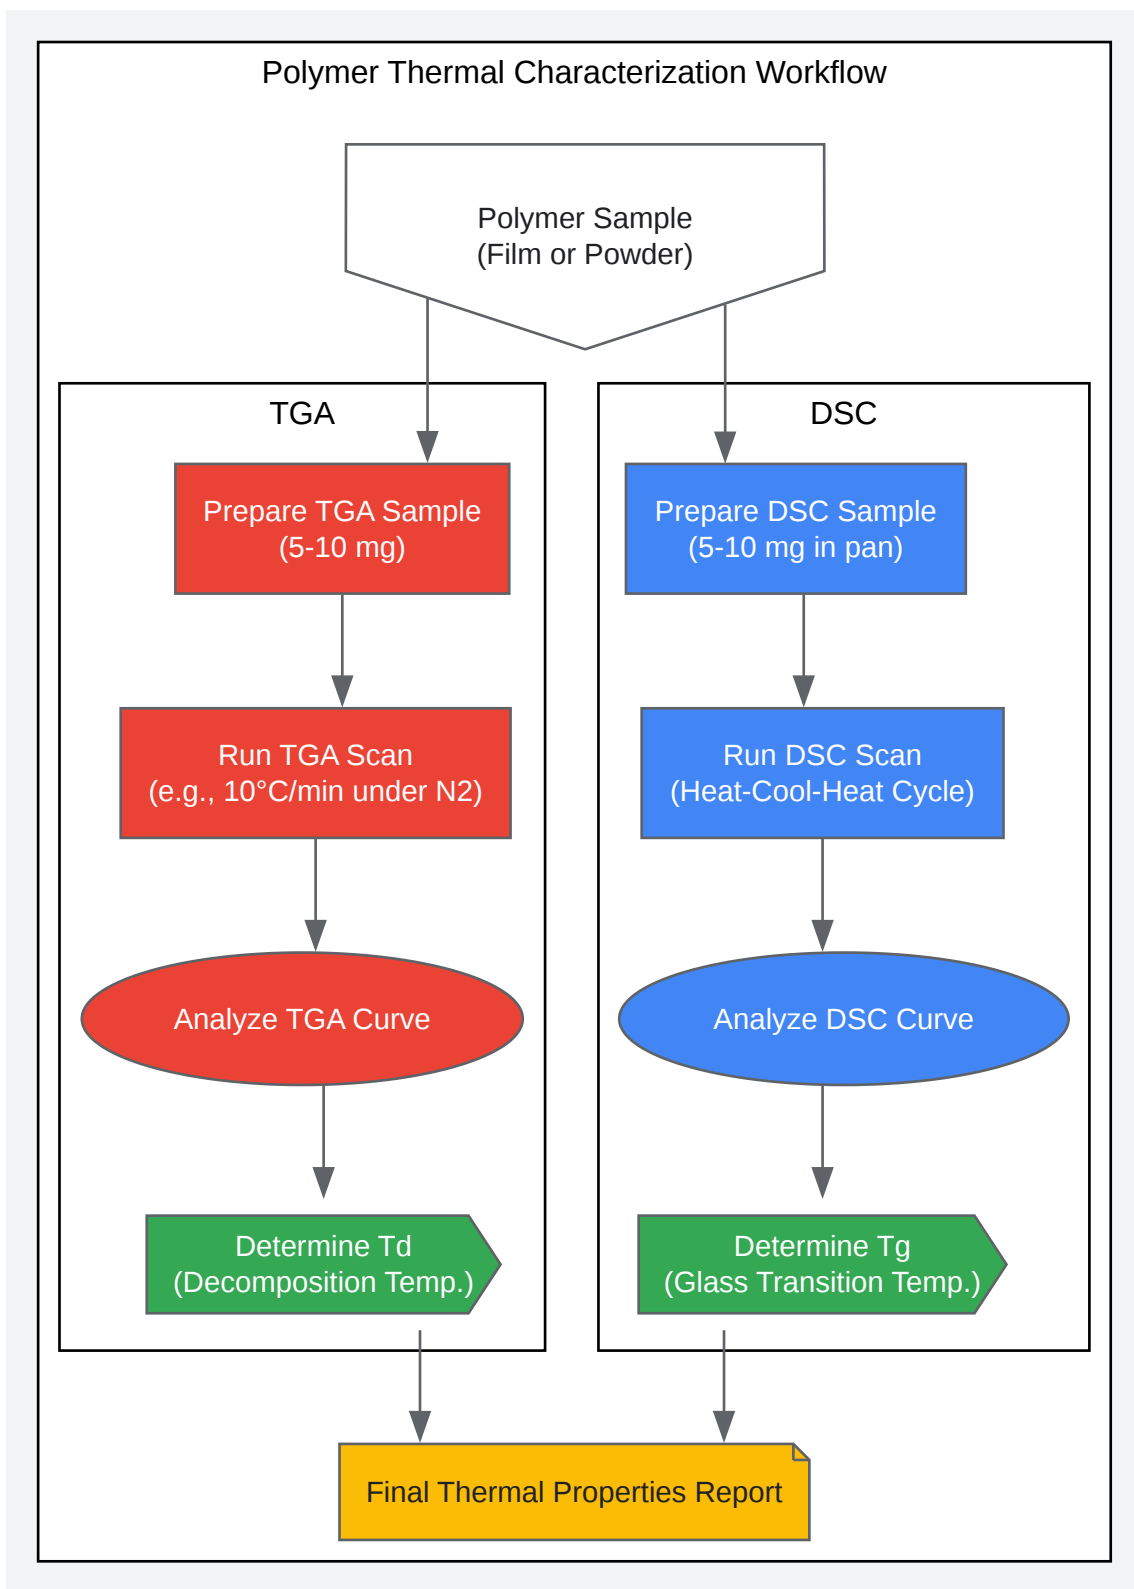 Polymer Thermal Characterization Workflow
Polymer Sample
(Film or Powder)
TGA
Prepare TGA Sample
(5-10 mg)
Run TGA Scan
(e.g., 10°C/min under N2)
Analyze TGA Curve
Determine Td
(Decomposition Temp.)
DSC
Prepare DSC Sample
(5-10 mg in pan)
Run DSC Scan
(Heat-Cool-Heat Cycle)
Analyze DSC Curve
Determine Tg
(Glass Transition Temp.)
Final Thermal Properties Report